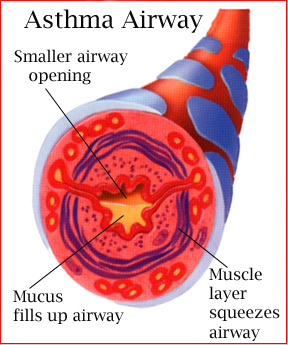 Asthma Airway
Smaller airway
opening
Mucus
fills up airway
Muscle
layer
squeezes
airway